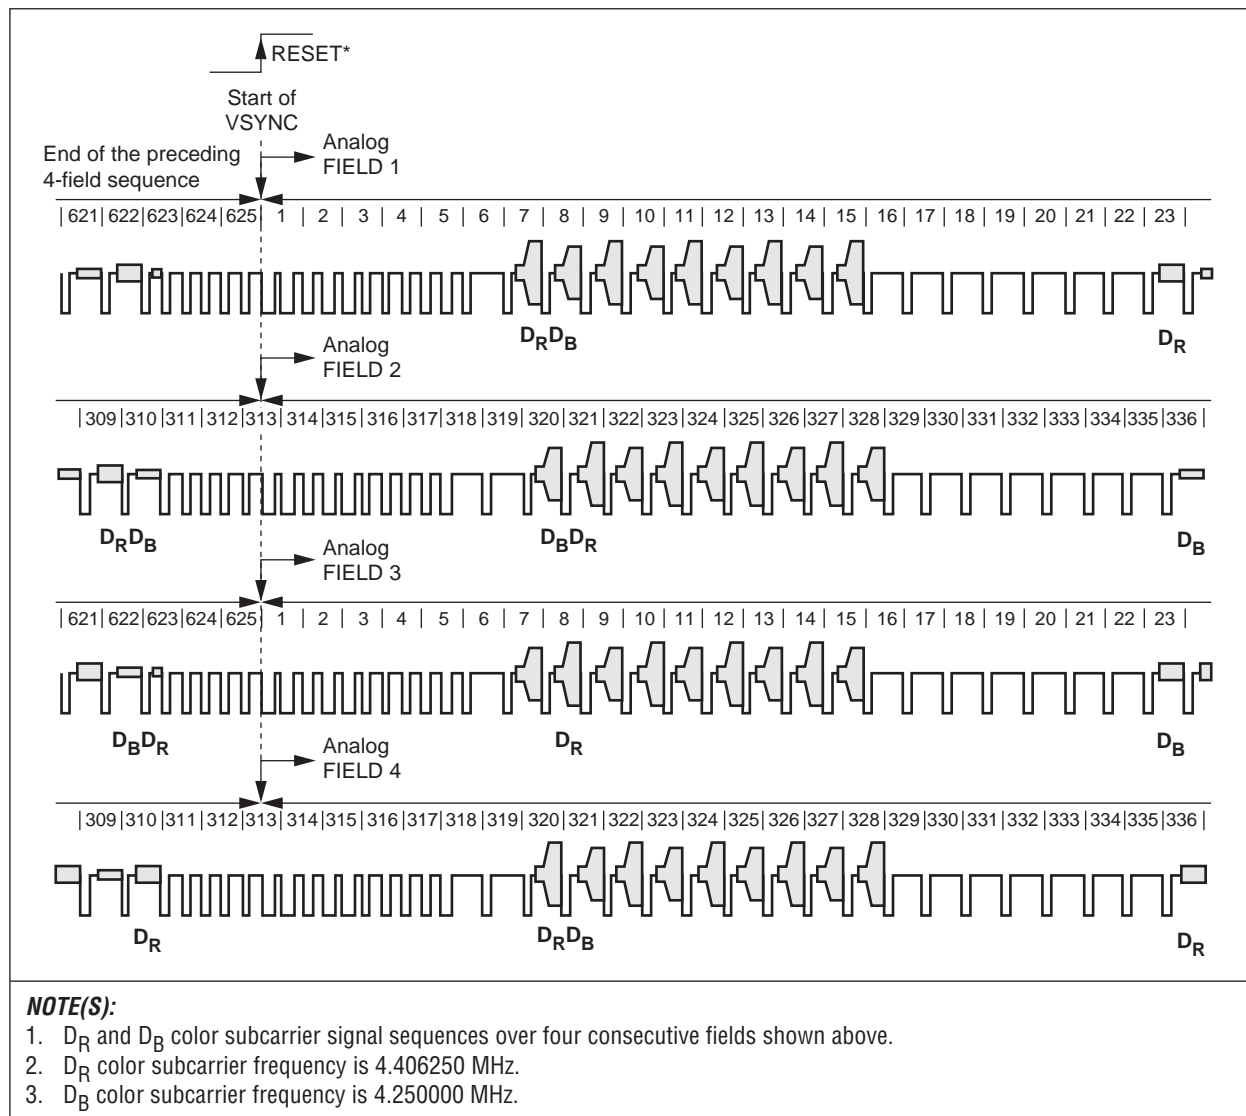 RESET*
Start of
VSYNC
Analog
FIELD 1
End of the preceding
4-field sequence
|621|622|623|624|625| 1 | 2 | 3 | 4 | 5 | 6 | 7 | 8 | 9 | 10 | 11 | 12 | 13 | 14 | 15 | 16 | 17 | 18 | 19 | 20 | 21 | 22 | 23 |
DRDB DR
Analog
FIELD 2
|309|310|311|312|313|314|315|316|317|318|319|320|321|322|323|324|325|326|327|328|329|330|331|332|333|334|335|336|
DRDB DBDR DB
Analog
FIELD 3
|621|622|623|624|625| 1 | 2 | 3 | 4 | 5 | 6 | 7 | 8 | 9 | 10 | 11 | 12 | 13 | 14 | 15 | 16 | 17 | 18 | 19 | 20 | 21 | 22 | 23 |
DBDR DR DB
Analog
FIELD 4
|309|310|311|312|313|314|315|316|317|318|319|320|321|322|323|324|325|326|327|328|329|330|331|332|333|334|335|336|
DR DRDB DR
NOTE(S):
1. DR and DB color subcarrier signal sequences over four consecutive fields shown above.
2. DR color subcarrier frequency is 4.406250 MHz.
3. DB color subcarrier frequency is 4.250000 MHz.